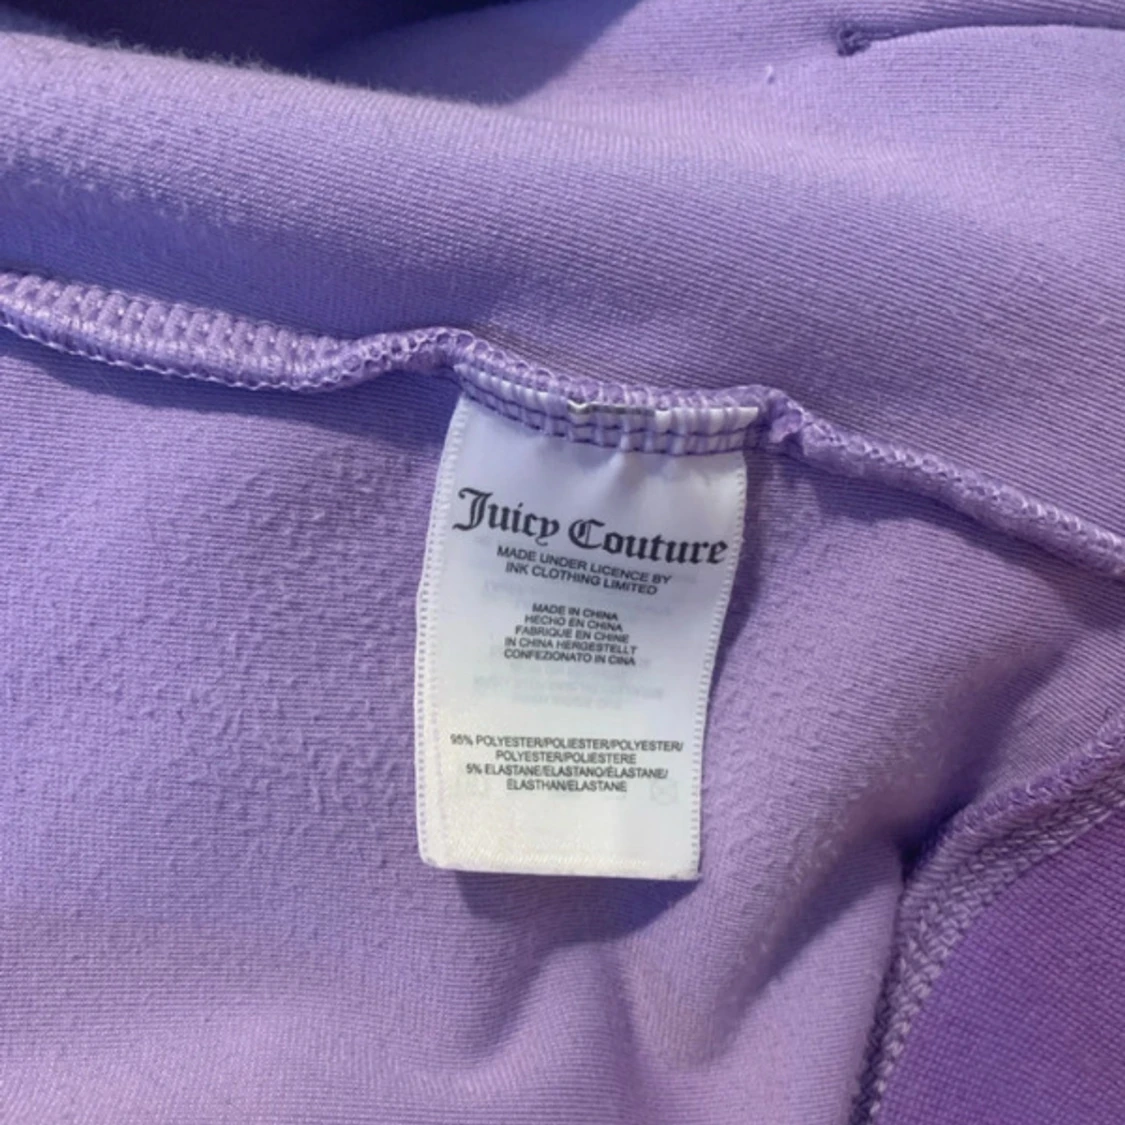 Juicy Couture
MADE UNDER LICENCE BY
INK CLOTHING LIMITED
MADE IN CHINA
HECHO EN CHINA
FABRIQUE EN CHINE
IN CHINA HERGESTELLT
CONFEZIONATO IN CINA
95% POLYESTER/POLIESTER/POLYESTER/
POLYESTER/POLIESTERE
5% ELASTANE/ELASTANO/ÉLASTANE/
ELASTHAN/ELASTANE